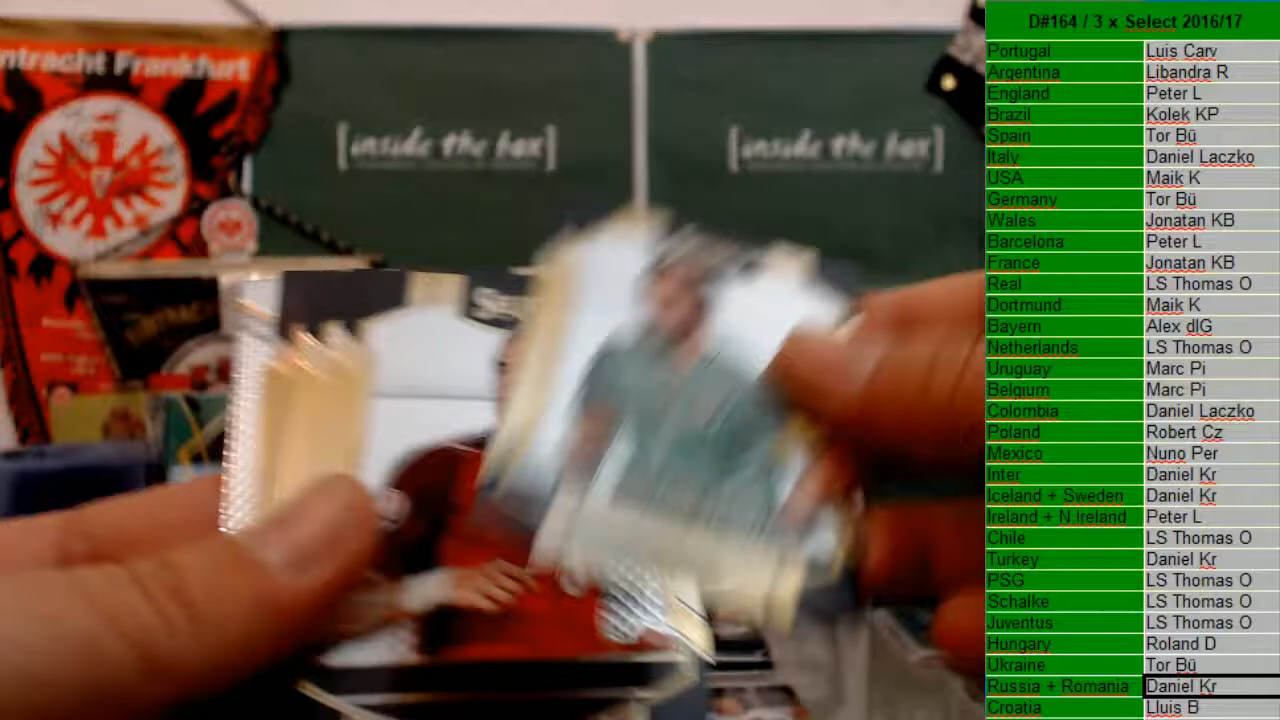 ntracht Frankfurt
[inside the box]
[inside the box]
D#164 / 3 x Select 2016/17
Portugal Luis Carv
Argentina Libandra R
England Peter L
Brazil Kolek KP
Spain Tor Bü
Italy Daniel Laczko
USA Maik K
Germany Tor Bü
Wales Jonatan KB
Barcelona Peter L
France Jonatan KB
Real LS Thomas O
Dortmund Maik K
Bayern Alex dlG
Netherlands LS Thomas O
Uruguay Marc Pi
Belgium Marc Pi
Colombia Daniel Laczko
Poland Robert Cz
Mexico Nuno Per
Inter Daniel Kr
Iceland + Sweden Daniel Kr
Ireland + N.Ireland Peter L
Chile LS Thomas O
Turkey Daniel Kr
PSG LS Thomas O
Schalke LS Thomas O
Juventus LS Thomas O
Hungary Roland D
Ukraine Tor Bü
Russia + Romania Daniel Kr
Croatia Lluis B